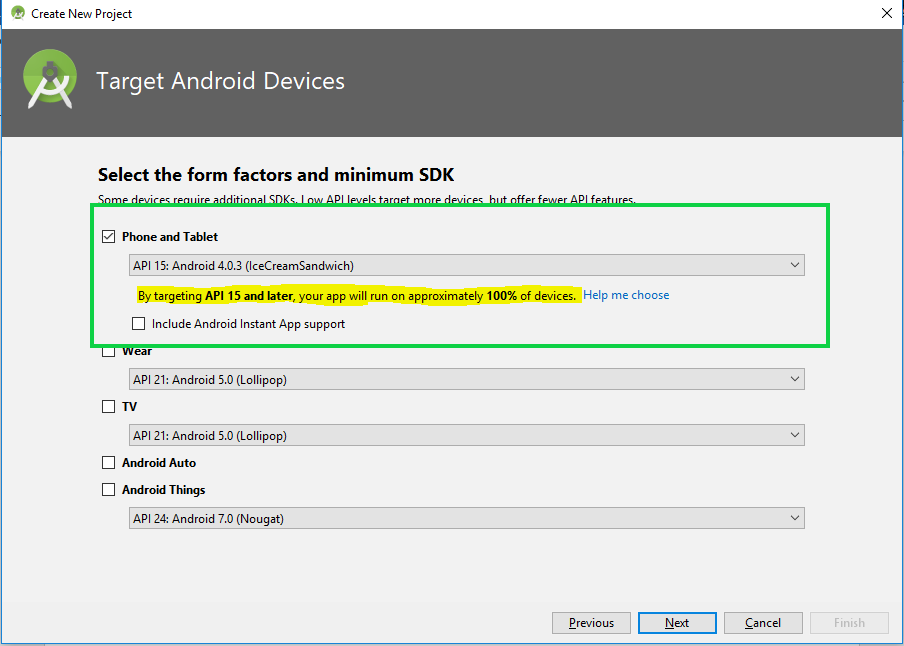 Create New Project
Target Android Devices
Select the form factors and minimum SDK
Some devices require additional SDKs. Low API levels target more devices, but offer fewer API features.
Phone and Tablet
API 15: Android 4.0.3 (IceCreamSandwich)
By targeting API 15 and later, your app will run on approximately 100% of devices. Help me choose
Include Android Instant App support
Wear
API 21: Android 5.0 (Lollipop)
TV
API 21: Android 5.0 (Lollipop)
Android Auto
Android Things
API 24: Android 7.0 (Nougat)
Previous Next Cancel Finish